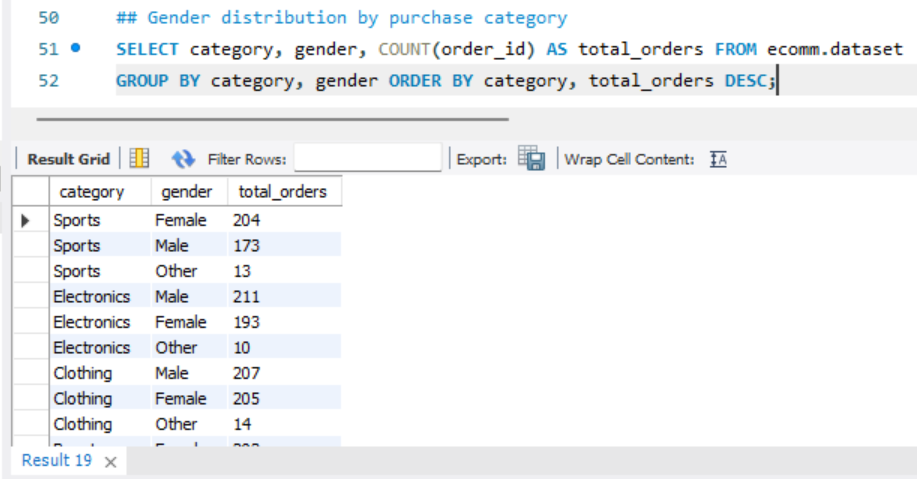 50 ## Gender distribution by purchase category
51 SELECT category, gender, COUNT(order_id) AS total_orders FROM ecomm.dataset
52 GROUP BY category, gender ORDER BY category, total_orders DESC;
Result Grid Filter Rows: Export: Wrap Cell Content: IA
category gender total_orders
Sports Female 204
Sports Male 173
Sports Other 13
Electronics Male 211
Electronics Female 193
Electronics Other 10
Clothing Male 207
Clothing Female 205
Clothing Other 14
Result 19 ×